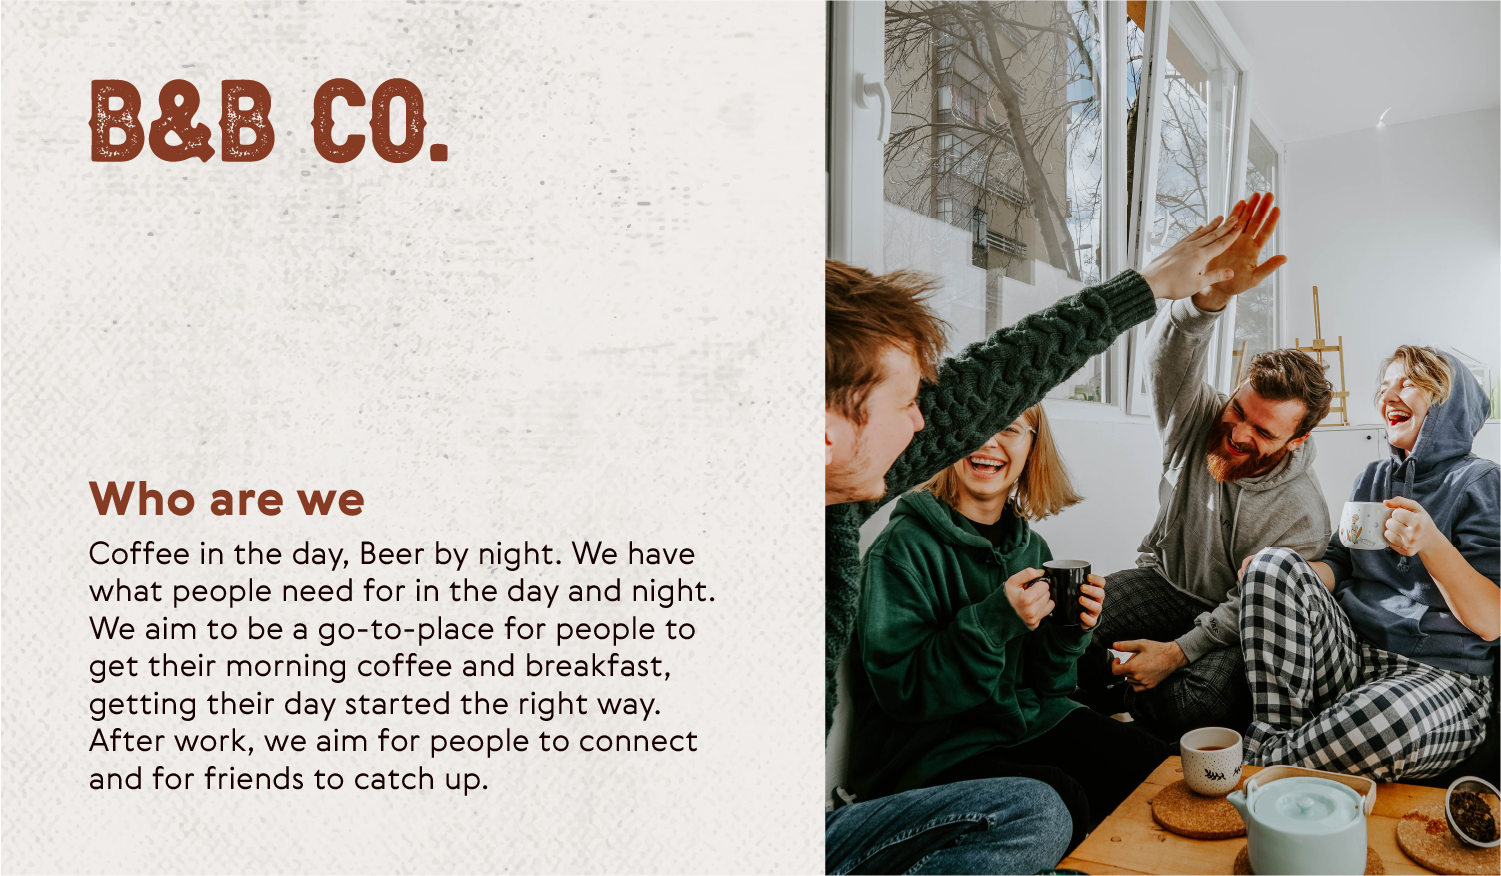 B&B CO.
Who are we
Coffee in the day, Beer by night. We have
what people need for in the day and night.
We aim to be a go-to-place for people to
get their morning coffee and breakfast,
getting their day started the right way.
After work, we aim for people to connect
and for friends to catch up.